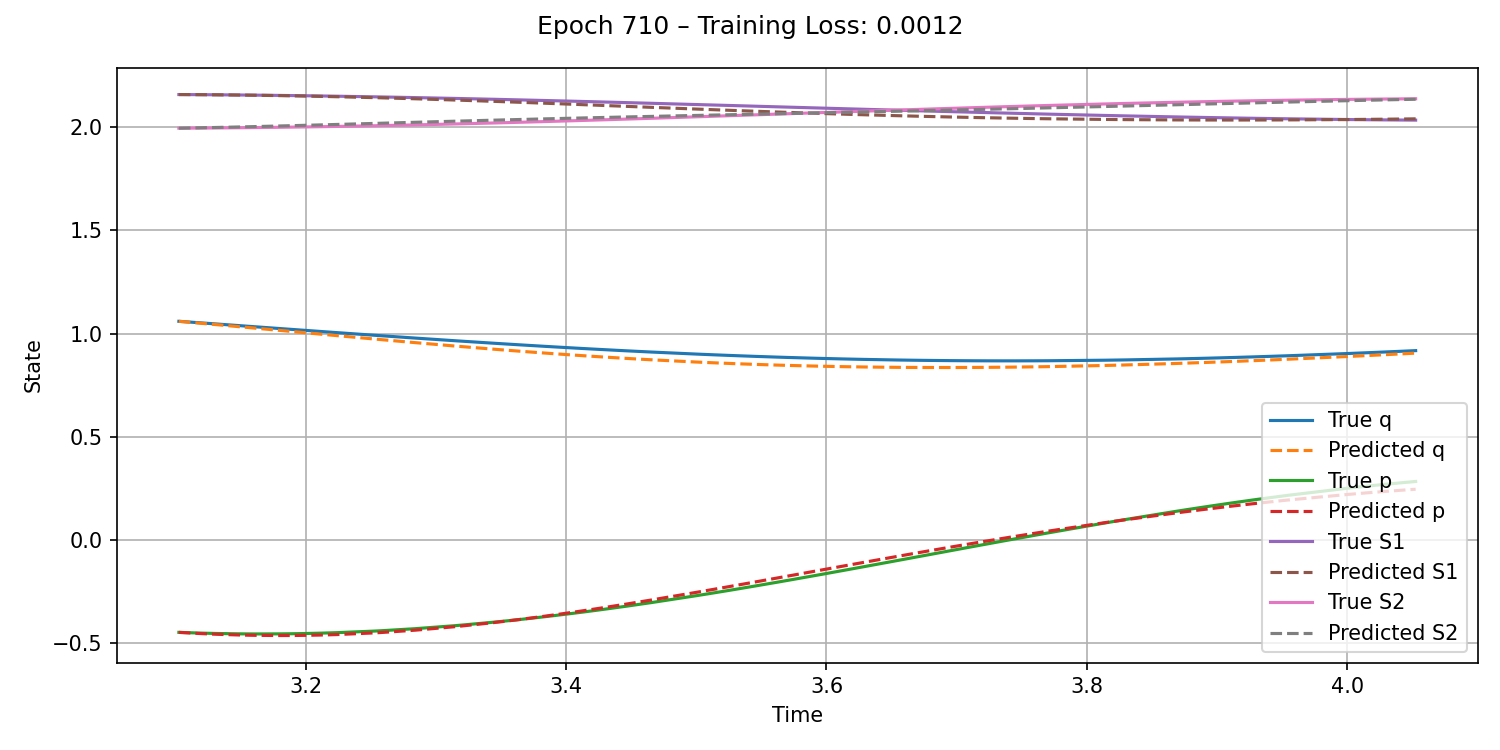 Epoch 710 – Training Loss: 0.0012
State
2.0
1.5
1.0
0.5
0.0
−0.5
3.2 3.4 3.6 3.8 4.0
Time
True q
Predicted q
True p
Predicted p
True S1
Predicted S1
True S2
Predicted S2